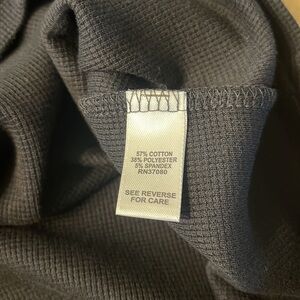 57% COTTON
38% POLYESTER
5% SPANDEX
RN37080
SEE REVERSE
FOR CARE